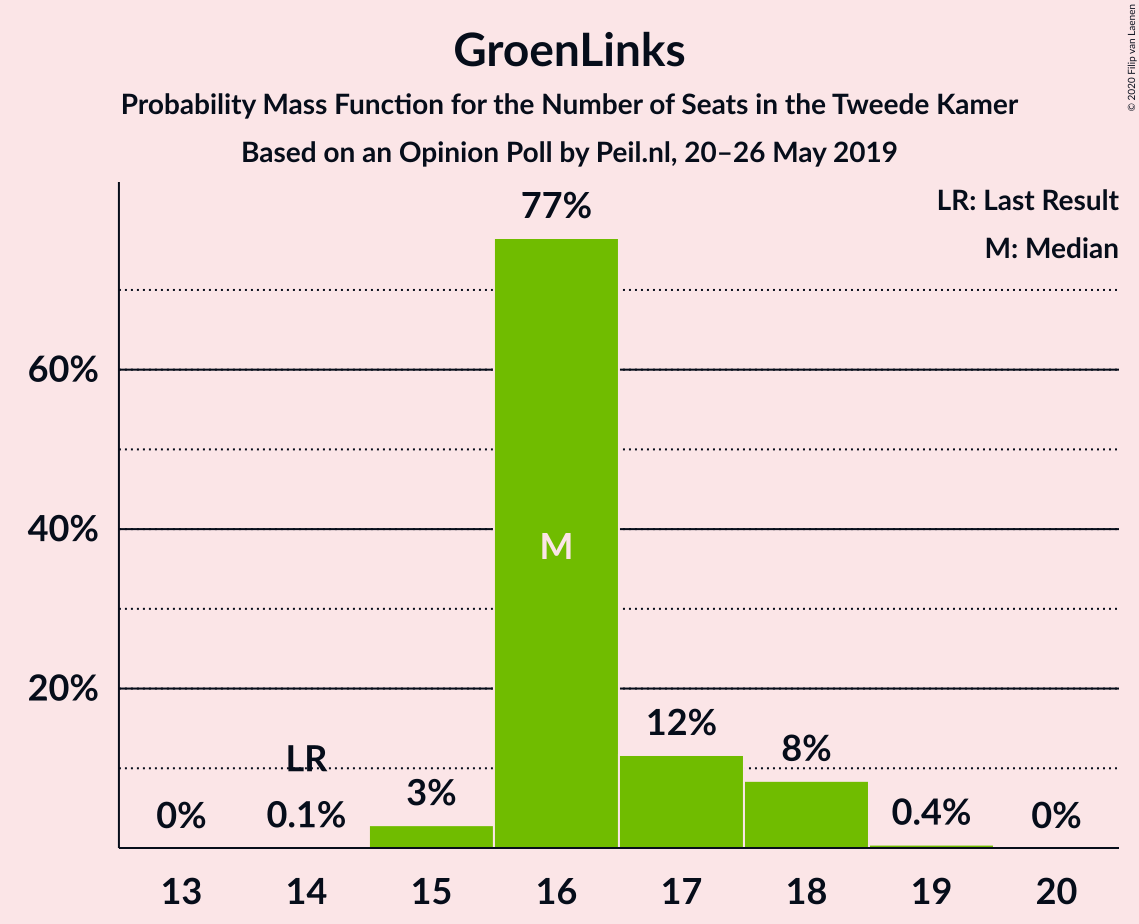 GroenLinks
Probability Mass Function for the Number of Seats in the Tweede Kamer
Based on an Opinion Poll by Peil.nl, 20–26 May 2019
© 2020 Filip van Laenen
LR: Last Result
M: Median
77%
60%
40%
M
20%
12%
8%
LR
3%
0%
0.1%
0.4%
0%
13 14 15 16 17 18 19 20